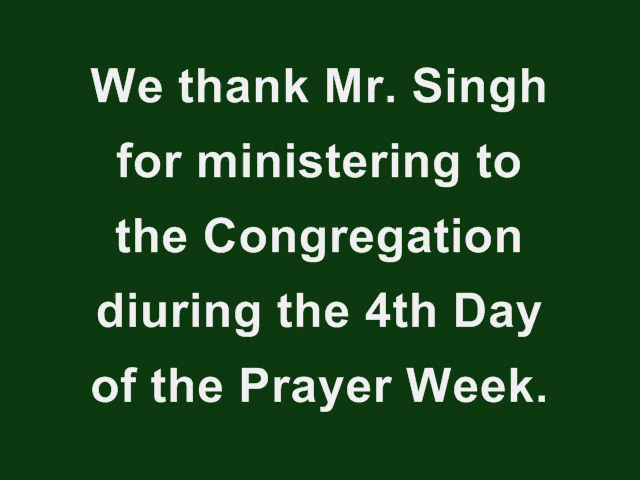 We thank Mr. Singh
for ministering to
the Congregation
diuring the 4th Day
of the Prayer Week.